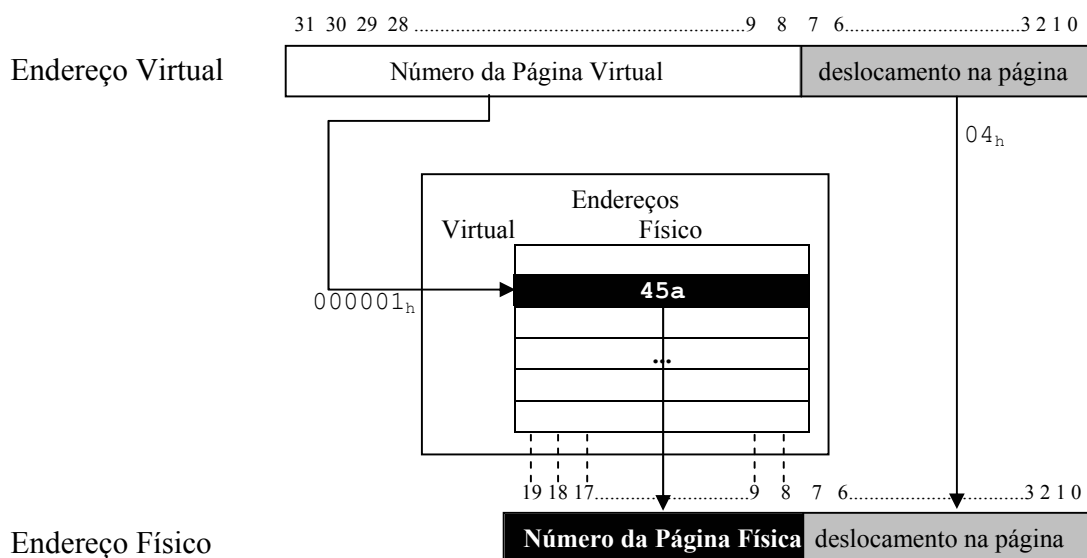 31 30 29 28 ......................................................9 8 7 6............................3 2 1 0
Endereço Virtual
Número da Página Virtual
deslocamento na página
04h
Endereços
Virtual Físico
000001h
45a
...
19 18 17.........................9 8 7 6............................3 2 1 0
Endereço Físico
Número da Página Física
deslocamento na página